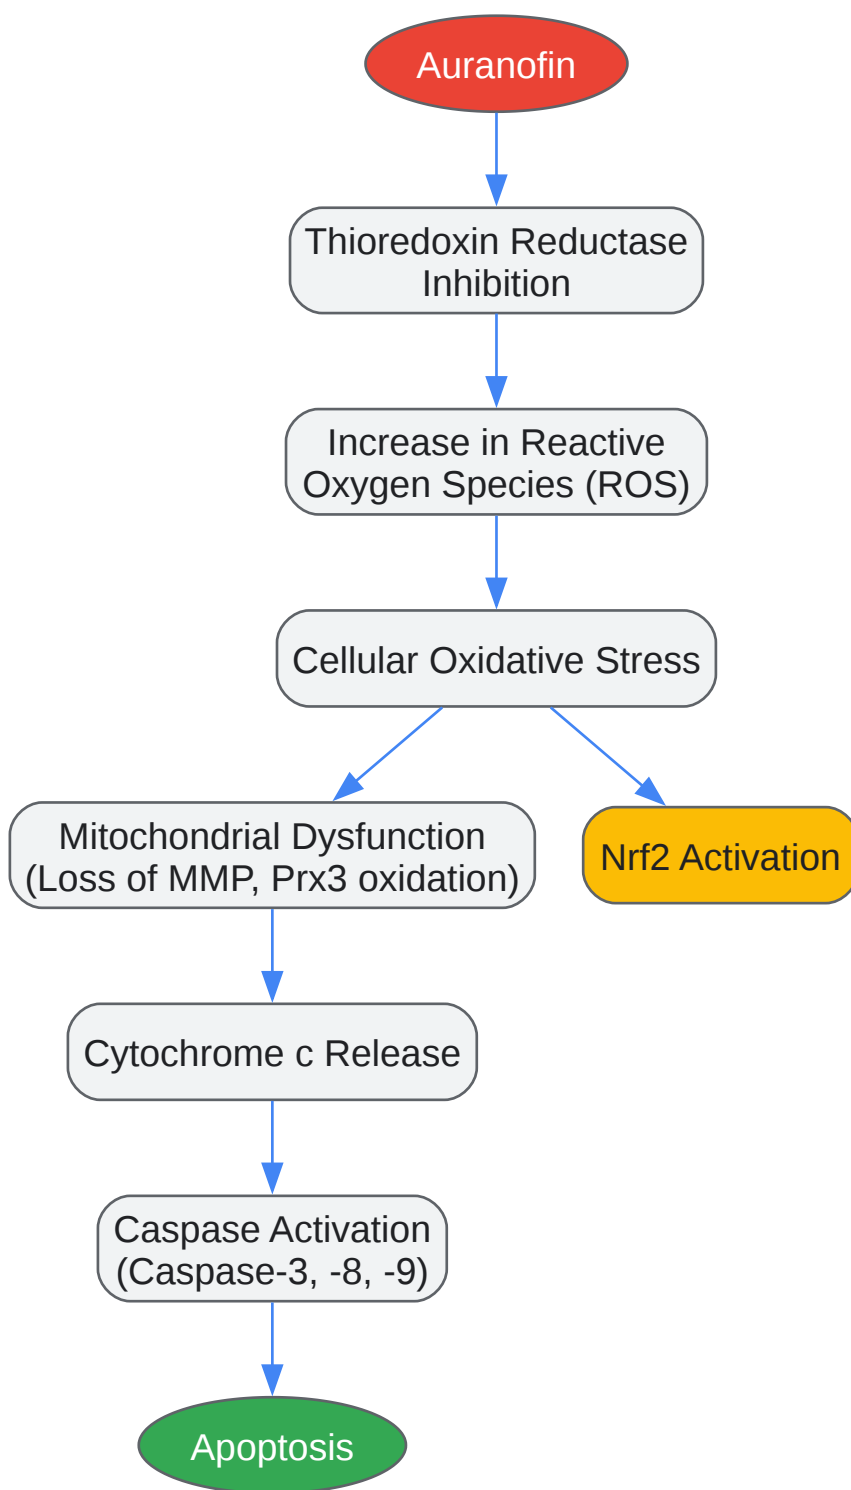 Auranofin
Thioredoxin Reductase
Inhibition
Increase in Reactive
Oxygen Species (ROS)
Cellular Oxidative Stress
Mitochondrial Dysfunction
(Loss of MMP, Prx3 oxidation)
Nrf2 Activation
Cytochrome c Release
Caspase Activation
(Caspase-3, -8, -9)
Apoptosis